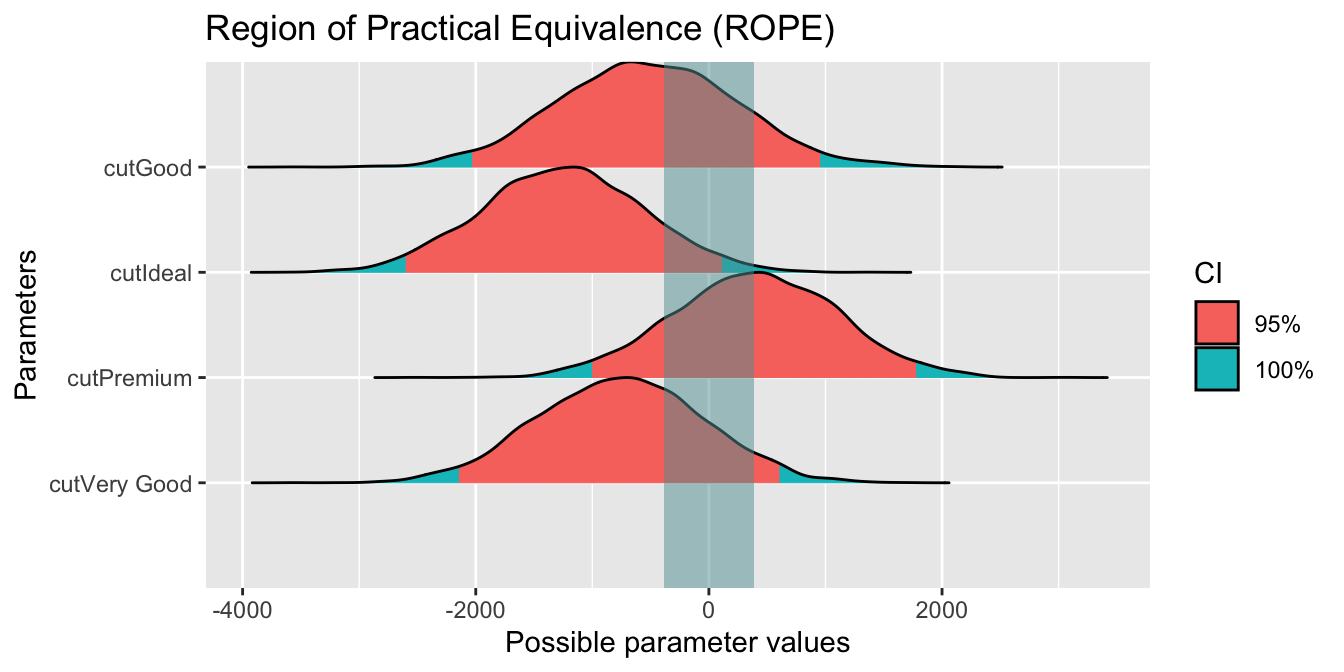 Region of Practical Equivalence (ROPE)
cutGood
cutIdeal
cutPremium
cutVery Good
Parameters
-4000
-2000
0
2000
Possible parameter values
CI
95%
100%